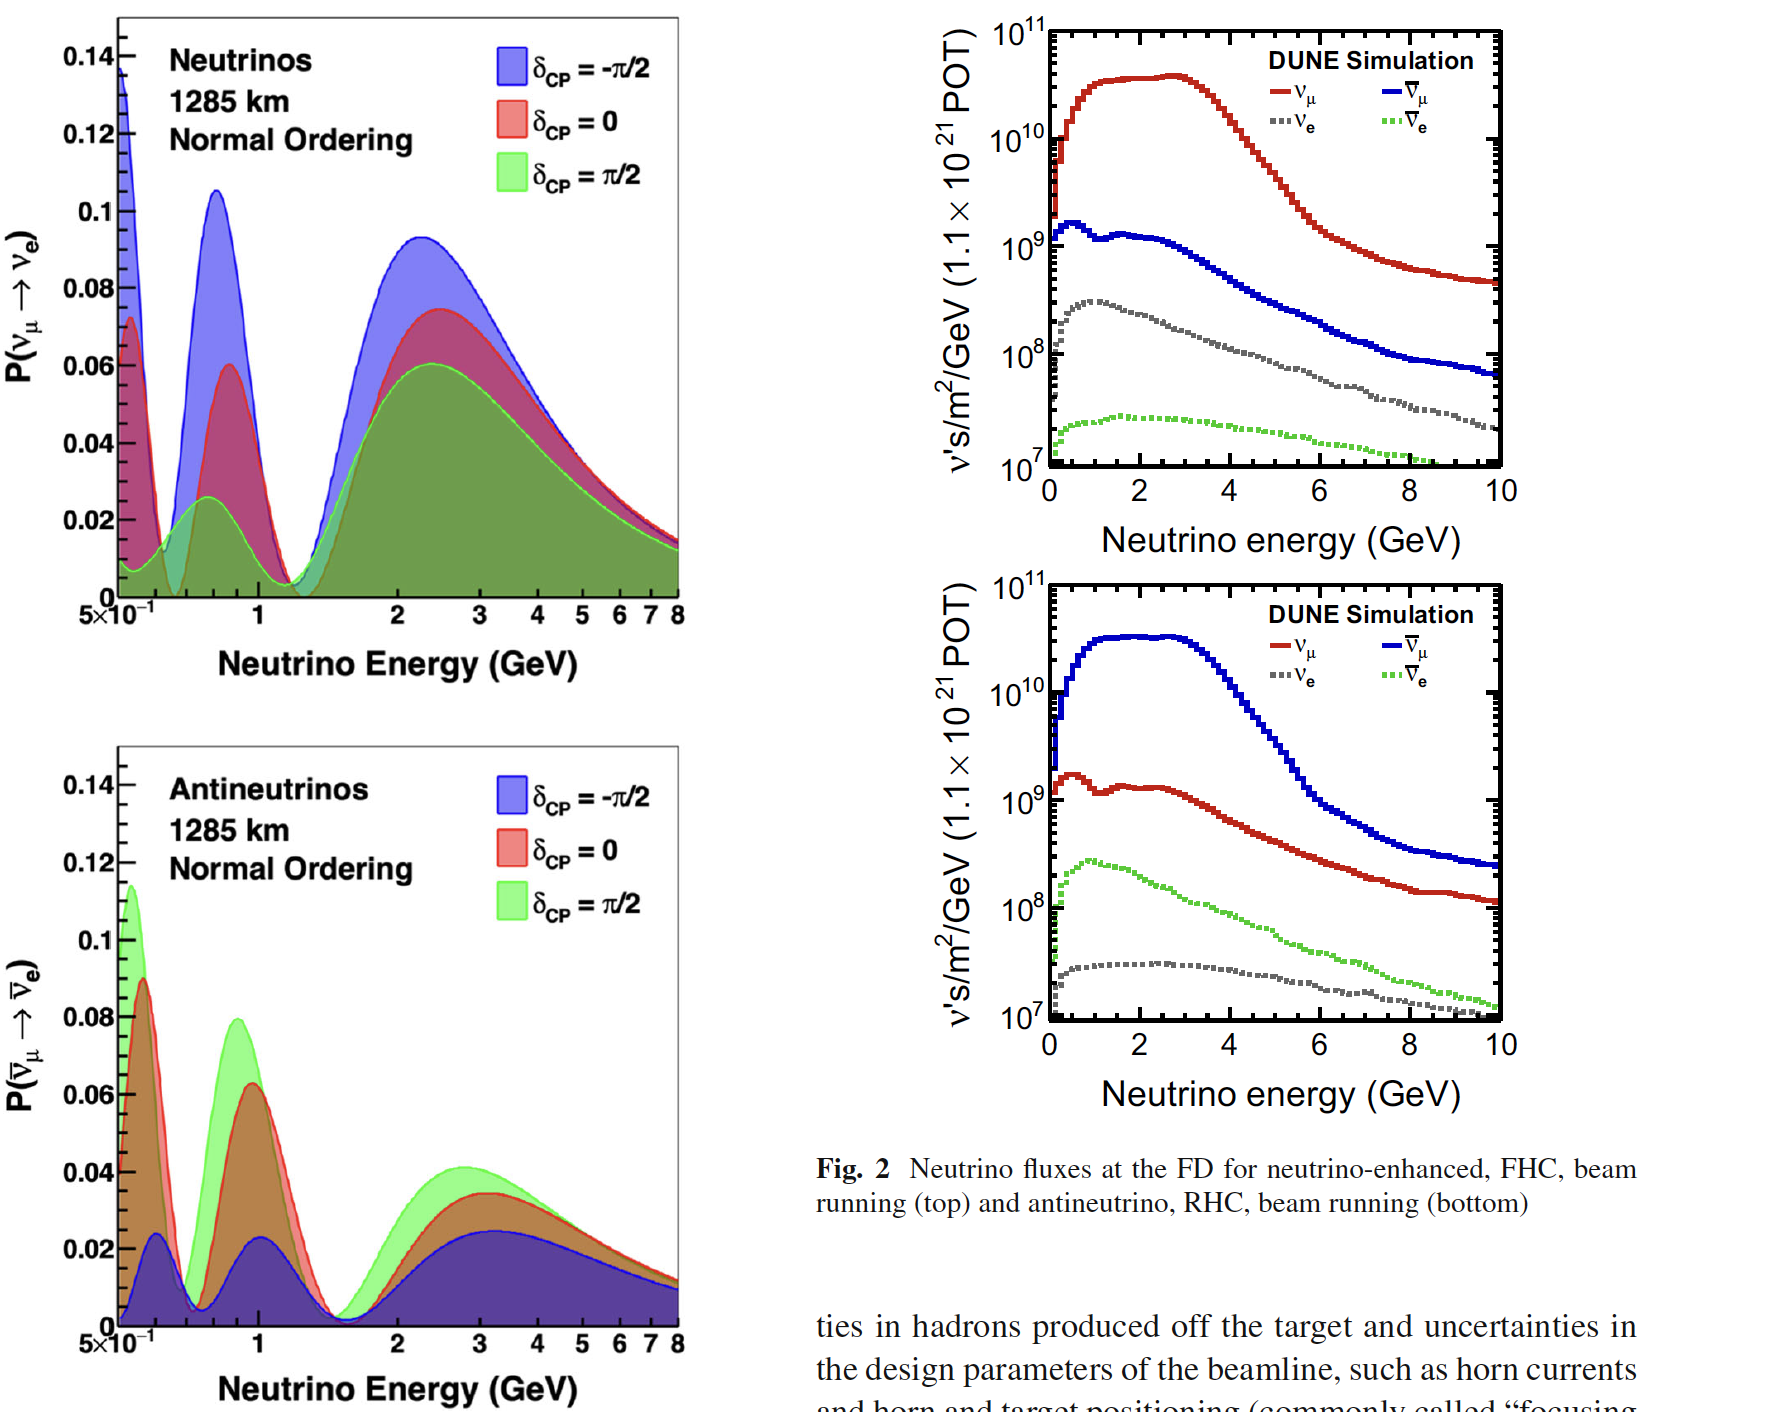 0.14
0.12
0.1
0.08
0.06
0.04
0.02
0
P(νμ → νe)
Neutrinos
1285 km
Normal Ordering
δCP = -π/2
δCP = 0
δCP = π/2
5×10⁻¹ 1 2 3 4 5 6 7 8
Neutrino Energy (GeV)
0.14
0.12
0.1
0.08
0.06
0.04
0.02
0
P(ν̅μ → ν̅e)
Antineutrinos
1285 km
Normal Ordering
δCP = -π/2
δCP = 0
δCP = π/2
5×10⁻¹ 1 2 3 4 5 6 7 8
Neutrino Energy (GeV)
10¹¹
10¹⁰
10⁹
10⁸
10⁷
ν's/m²/GeV (1.1 × 10²¹ POT)
DUNE Simulation
νμ ν̅μ
νe ν̅e
0 2 4 6 8 10
Neutrino energy (GeV)
10¹¹
10¹⁰
10⁹
10⁸
10⁷
ν's/m²/GeV (1.1 × 10²¹ POT)
DUNE Simulation
νμ ν̅μ
νe ν̅e
0 2 4 6 8 10
Neutrino energy (GeV)
Fig. 2 Neutrino fluxes at the FD for neutrino-enhanced, FHC, beam
running (top) and antineutrino, RHC, beam running (bottom)
ties in hadrons produced off the target and uncertainties in
the design parameters of the beamline, such as horn currents
and horn and target positioning (commonly called “focusing